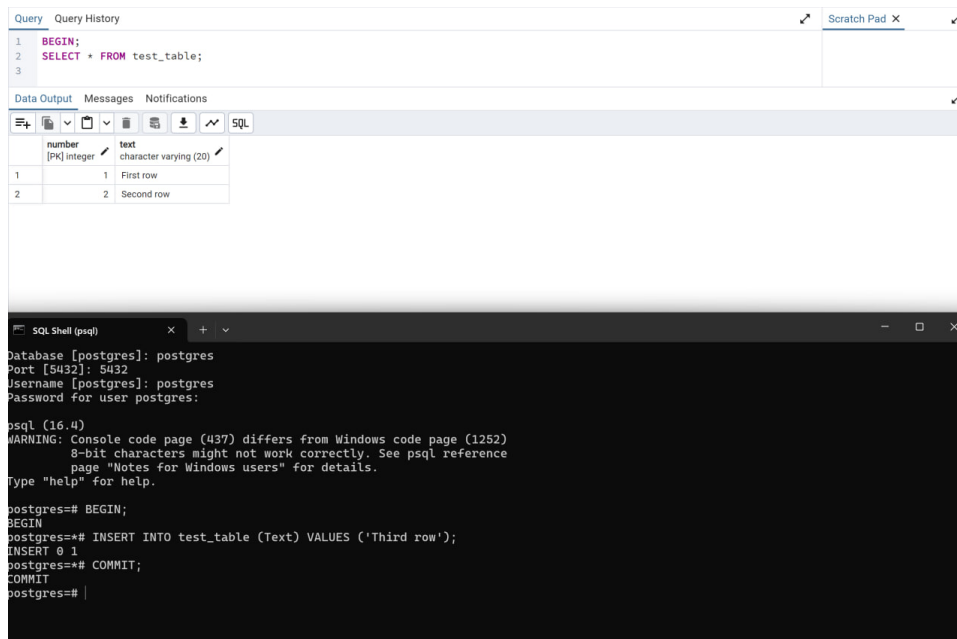 Query Query History Scratch Pad
1 BEGIN;
2 SELECT * FROM test_table;
3
Data Output Messages Notifications
SQL
number text
[PK] integer character varying (20)
1 1 First row
2 2 Second row
SQL Shell (psql)
Database [postgres]: postgres
Port [5432]: 5432
Username [postgres]: postgres
Password for user postgres:
psql (16.4)
WARNING: Console code page (437) differs from Windows code page (1252)
8-bit characters might not work correctly. See psql reference
page "Notes for Windows users" for details.
Type "help" for help.
postgres=# BEGIN;
BEGIN
postgres=*# INSERT INTO test_table (Text) VALUES ('Third row');
INSERT 0 1
postgres=*# COMMIT;
COMMIT
postgres=#